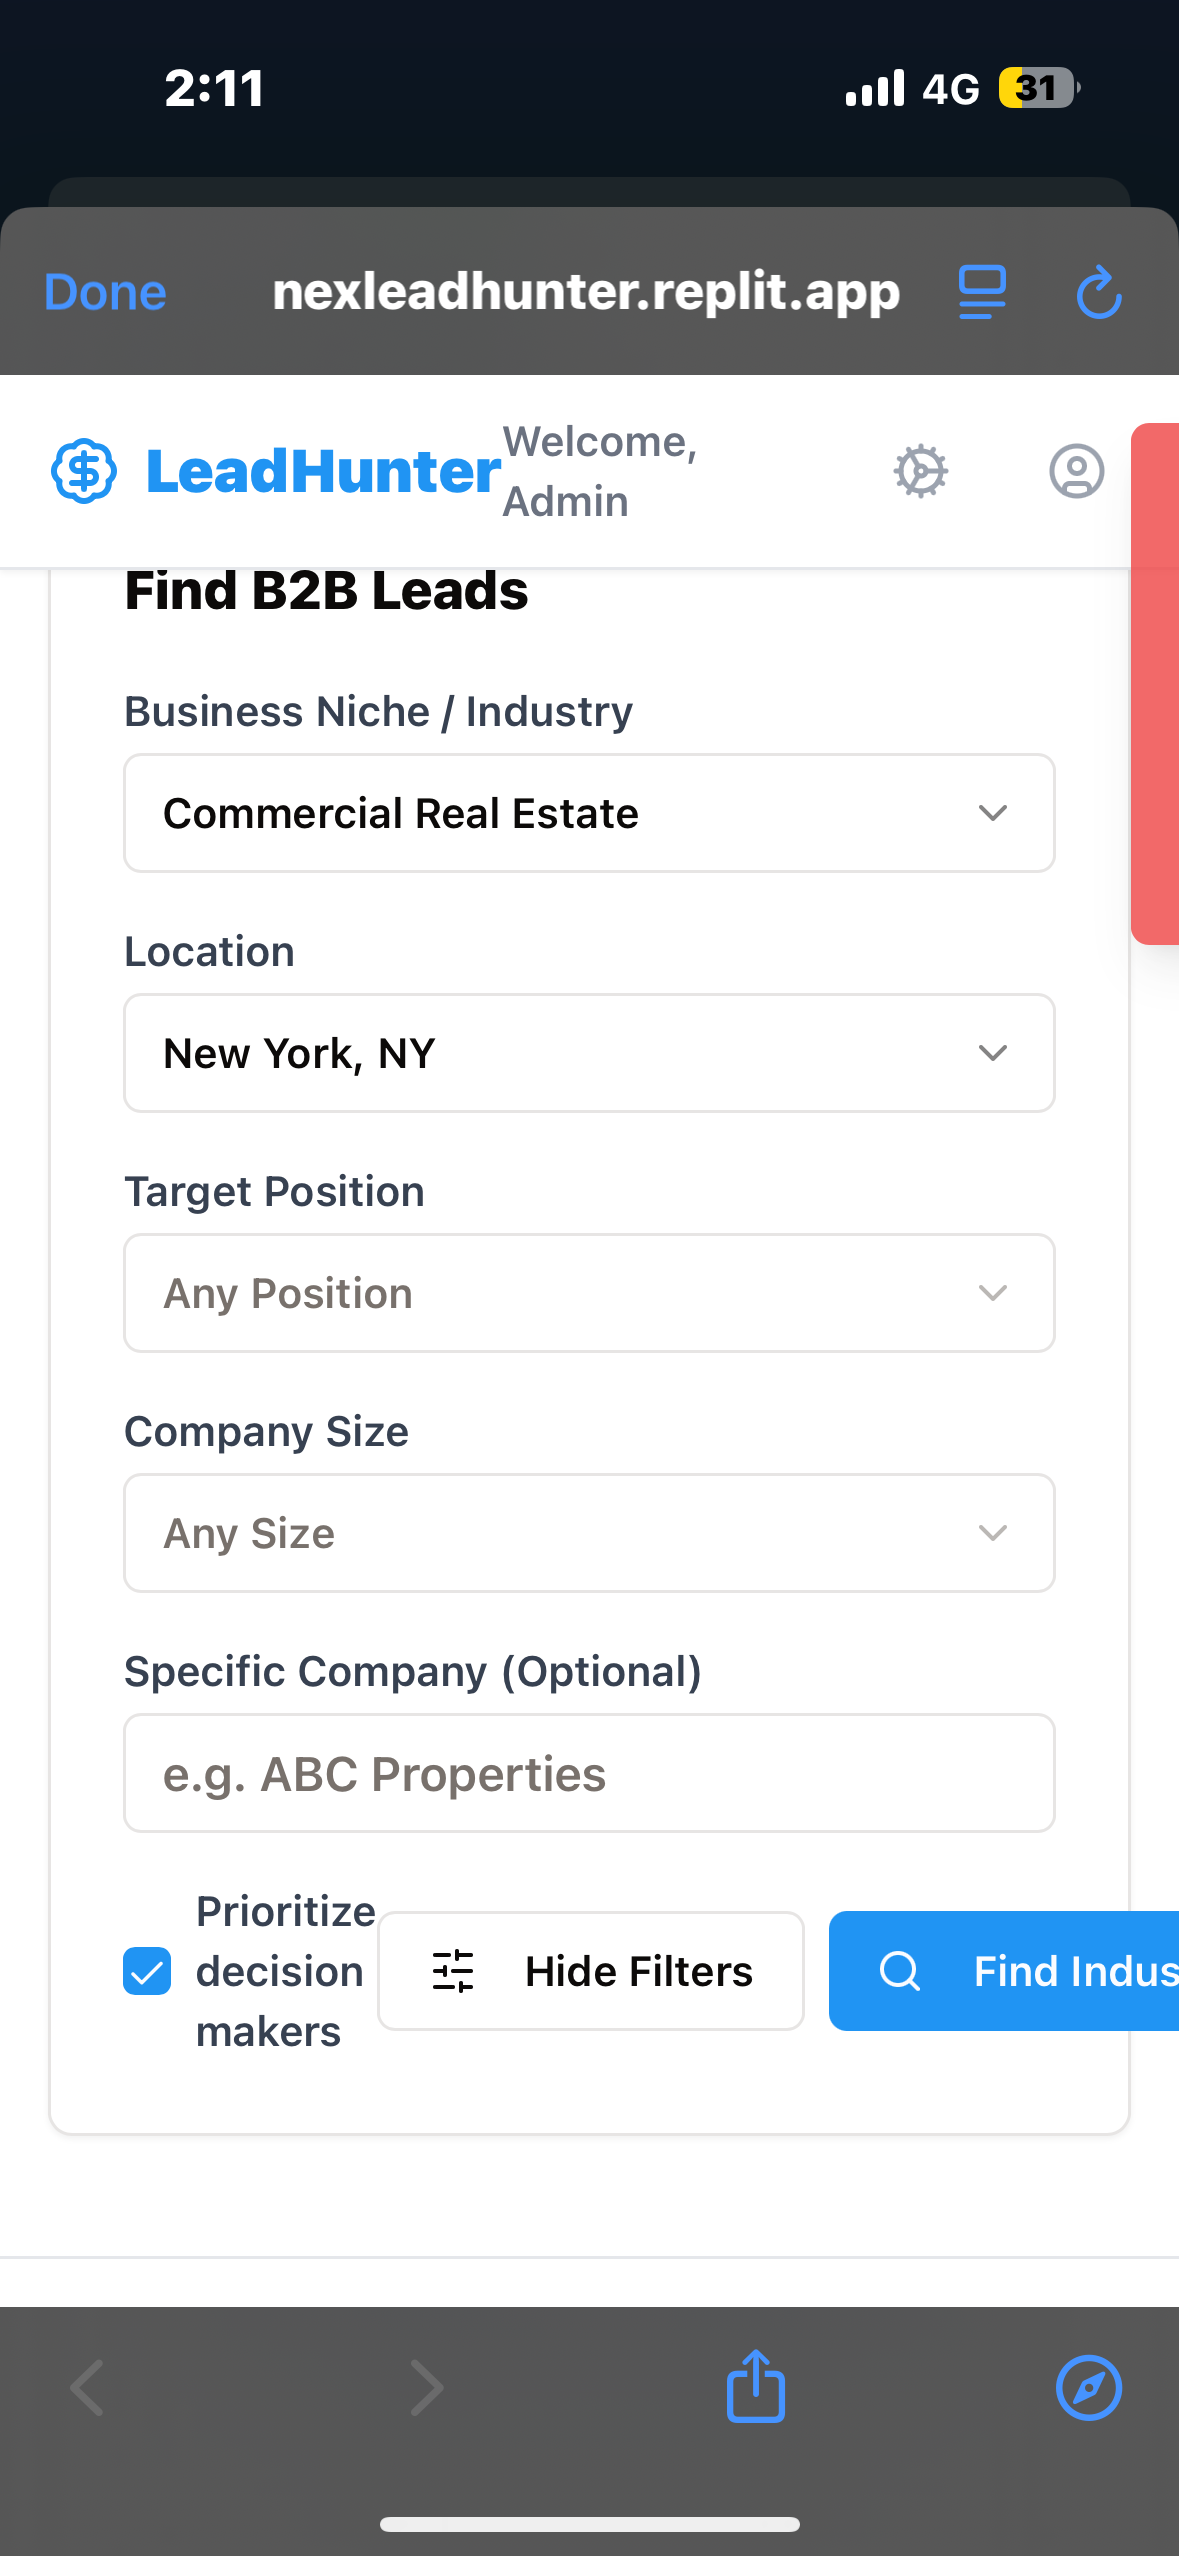 2:11
4G 31
Done
nexleadhunter.replit.app
LeadHunter
Welcome,
Admin
Find B2B Leads
Business Niche / Industry
Commercial Real Estate
Location
New York, NY
Target Position
Any Position
Company Size
Any Size
Specific Company (Optional)
e.g. ABC Properties
Prioritize
decision
makers
Hide Filters
Find Indus